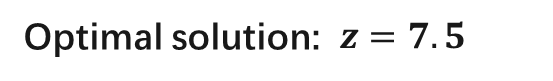 Optimal solution: z = 7.5